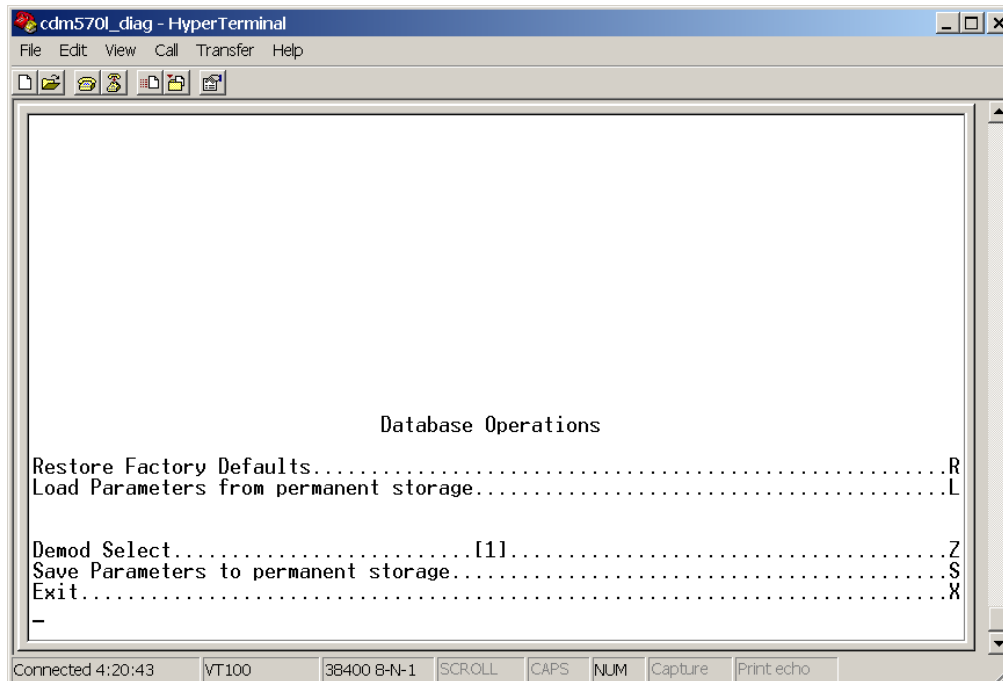 cdm570l_diag - HyperTerminal
File Edit View Call Transfer Help
Database Operations
Restore Factory Defaults.......................................................R
Load Parameters from permanent storage.........................................L
Demod Select..........................[1]......................................Z
Save Parameters to permanent storage...........................................S
Exit...........................................................................X
_
Connected 4:20:43 VT100 38400 8-N-1 SCROLL CAPS NUM Capture Print echo